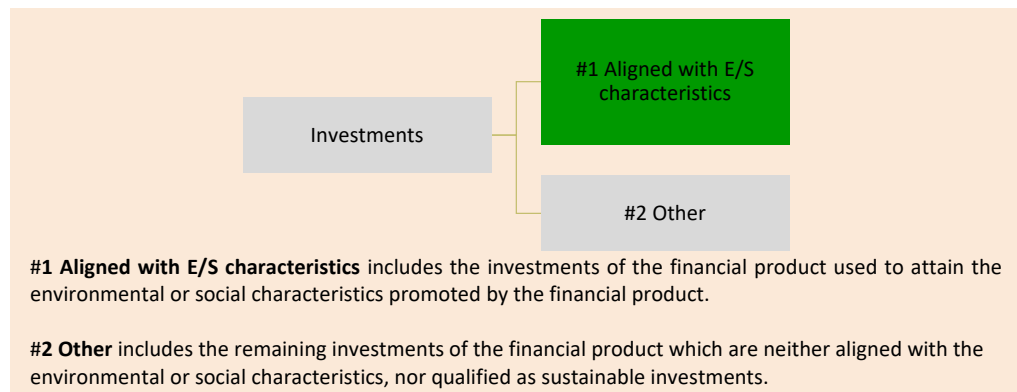 #1 Aligned with E/S
characteristics
Investments
#2 Other
#1 Aligned with E/S characteristics includes the investments of the financial product used to attain the
environmental or social characteristics promoted by the financial product.
#2 Other includes the remaining investments of the financial product which are neither aligned with the
environmental or social characteristics, nor qualified as sustainable investments.